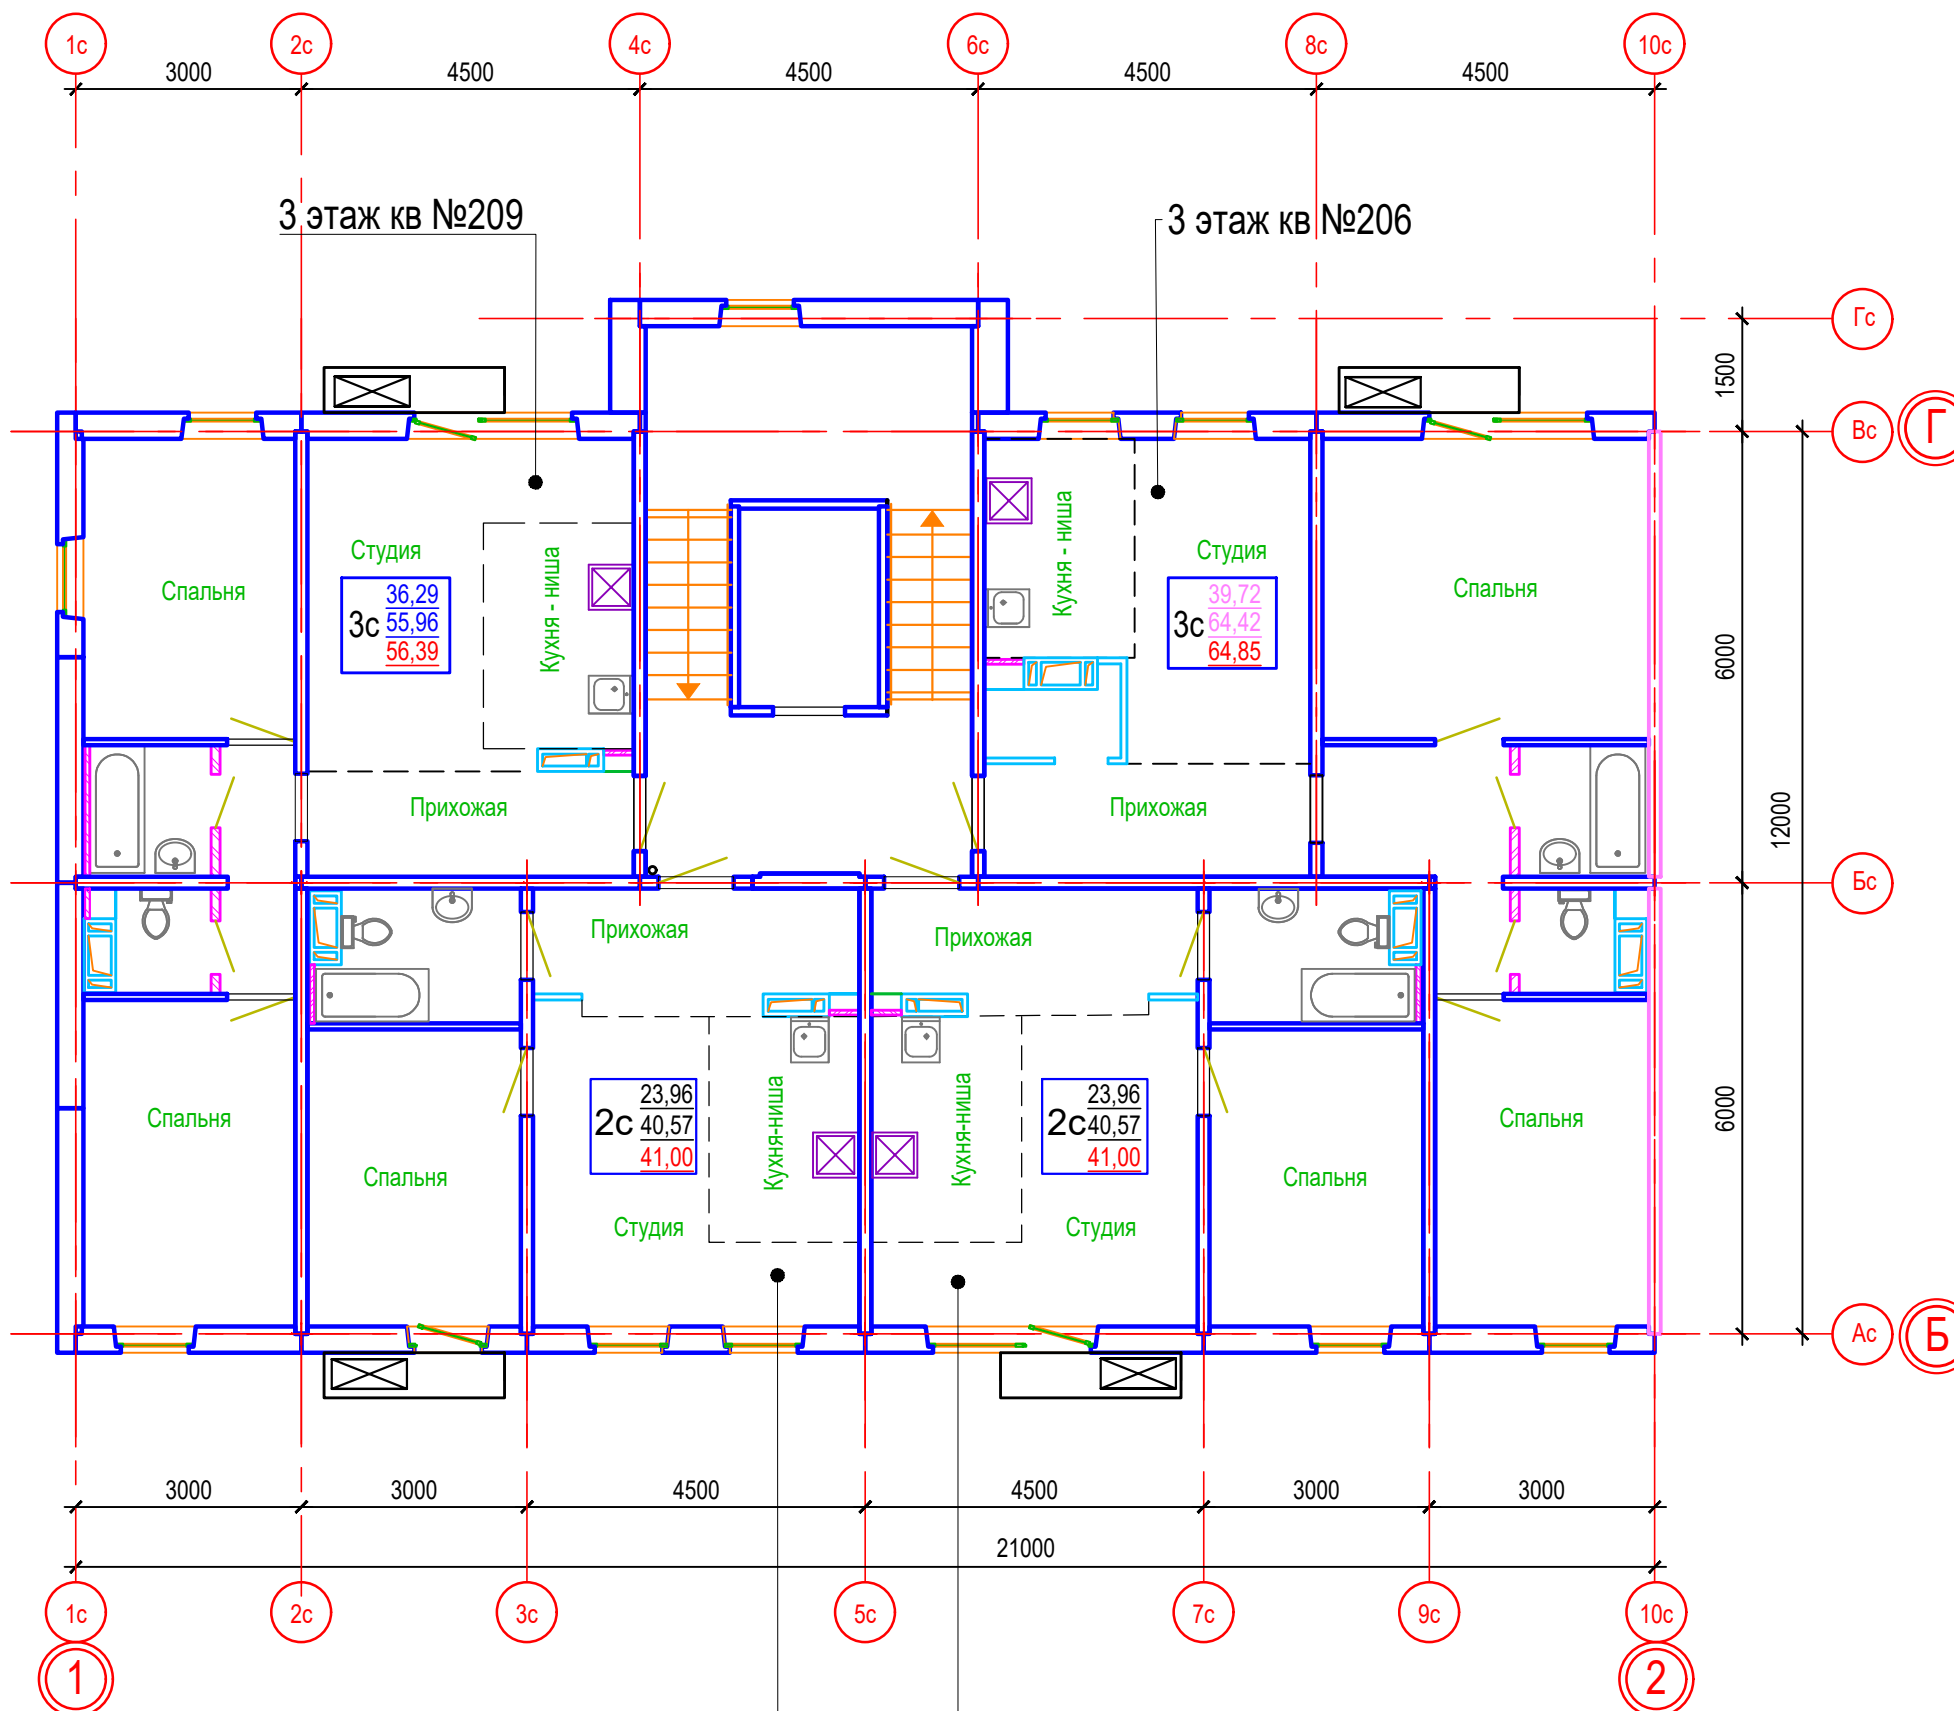 1с
2с
4с
6с
8с
10с
3000
4500
4500
4500
4500
3 этаж кв №209
3 этаж кв №206
Гс
1500
Вс
Г
Студия
Кухня - ниша
Кухня - ниша
Студия
Спальня
Спальня
3с
36,29
55,96
56,39
3с
39,72
64,42
64,85
6000
12000
Прихожая
Прихожая
Бс
Прихожая
Прихожая
6000
2с
23,96
40,57
41,00
2с
23,96
40,57
41,00
Спальня
Спальня
Кухня-ниша
Кухня-ниша
Спальня
Спальня
Студия
Студия
Ас
Б
3000
3000
4500
4500
3000
3000
21000
1с
2с
3с
5с
7с
9с
10с
1
2